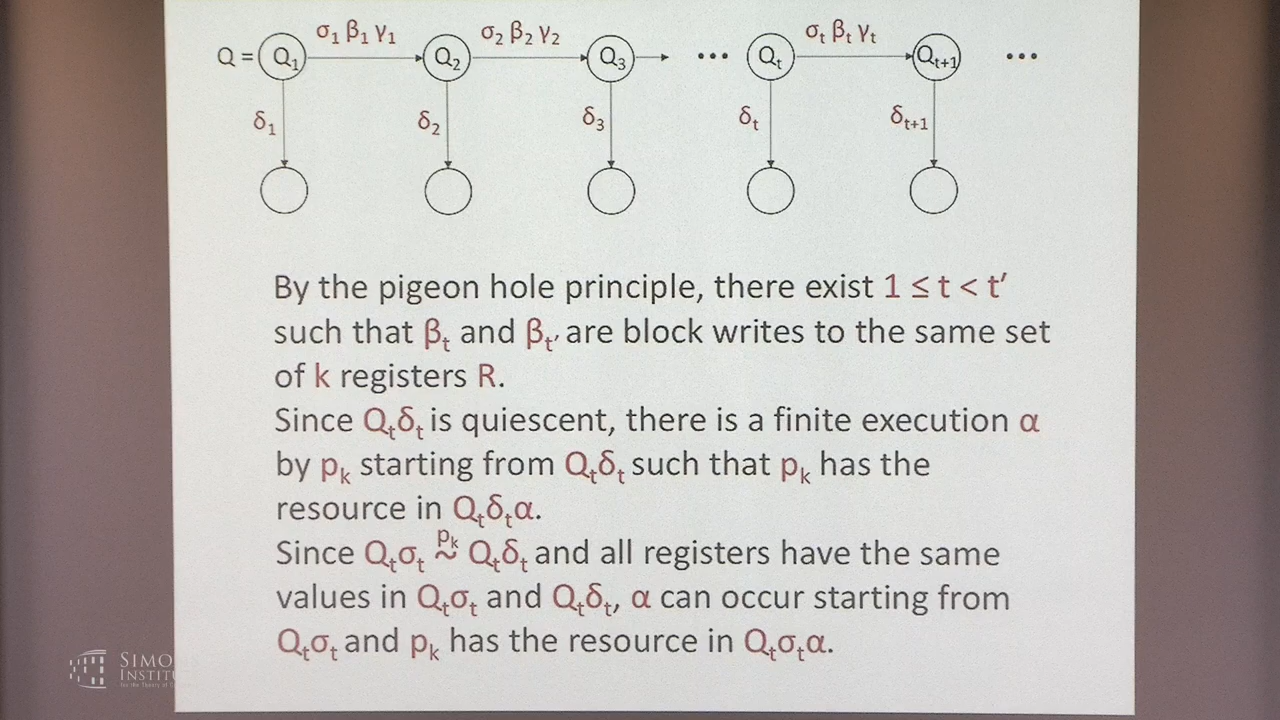 σ₁ β₁ γ₁ σ₂ β₂ γ₂ σₜ βₜ γₜ
Q = Q₁ Q₂ Q₃ ••• Qₜ Qₜ₊₁ •••
δ₁ δ₂ δ₃ δₜ δₜ₊₁
By the pigeon hole principle, there exist 1 ≤ t < t′
such that βₜ and βₜ′ are block writes to the same set
of k registers R.
Since Qₜδₜ is quiescent, there is a finite execution α
by pₖ starting from Qₜδₜ such that pₖ has the
resource in Qₜδₜα.
Since Qₜσₜ ~pₖ Qₜδₜ and all registers have the same
values in Qₜσₜ and Qₜδₜ, α can occur starting from
Qₜσₜ and pₖ has the resource in Qₜσₜα.
SIMO
INSTITU